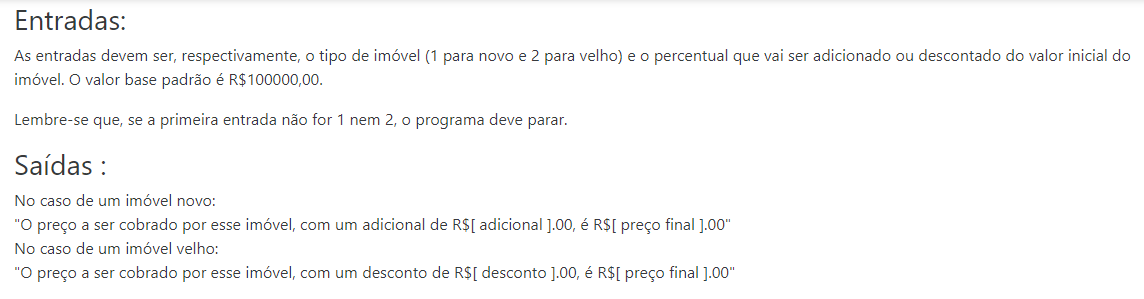 Entradas:
As entradas devem ser, respectivamente, o tipo de imóvel (1 para novo e 2 para velho) e o percentual que vai ser adicionado ou descontado do valor inicial do
imóvel. O valor base padrão é R$100000,00.
Lembre-se que, se a primeira entrada não for 1 nem 2, o programa deve parar.
Saídas :
No caso de um imóvel novo:
"O preço a ser cobrado por esse imóvel, com um adicional de R$[ adicional ].00, é R$[ preço final ].00"
No caso de um imóvel velho:
"O preço a ser cobrado por esse imóvel, com um desconto de R$[ desconto ].00, é R$[ preço final ].00"